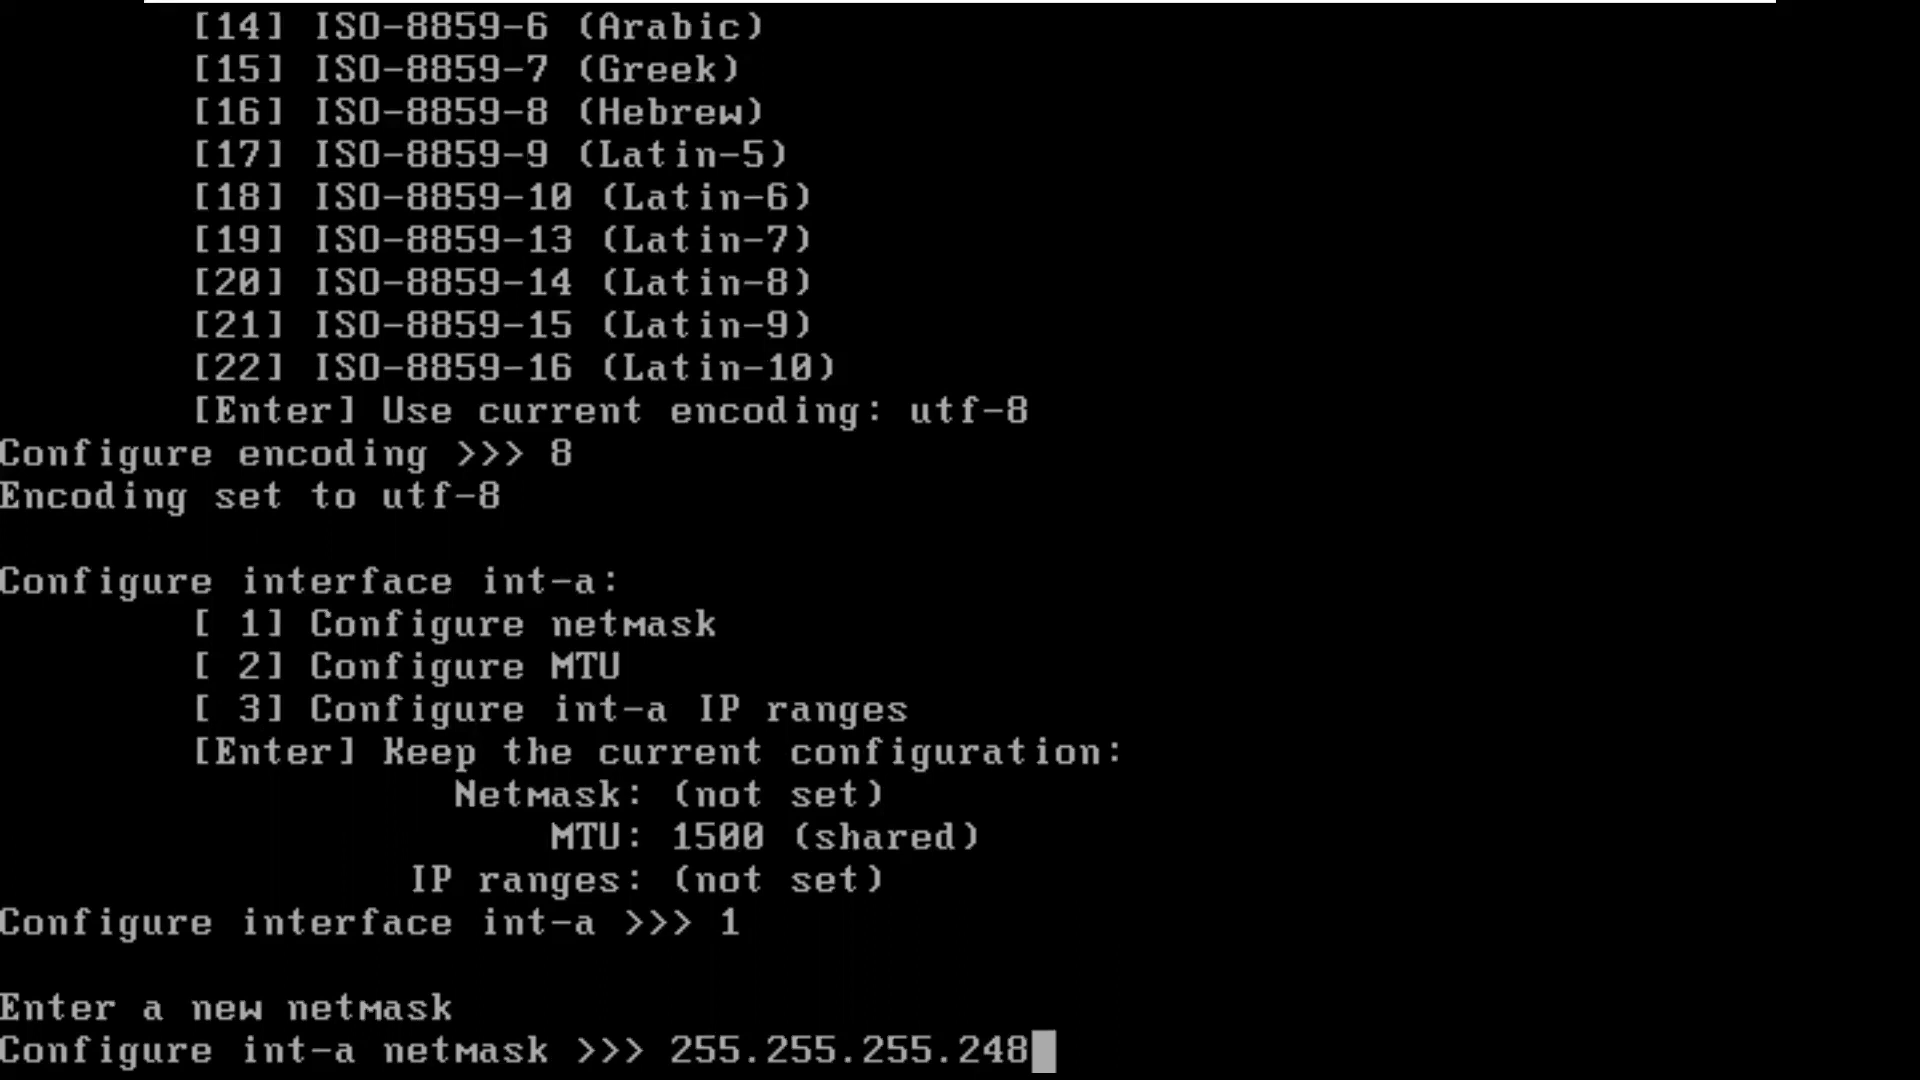 [14] ISO-8859-6 (Arabic)
[15] ISO-8859-7 (Greek)
[16] ISO-8859-8 (Hebrew)
[17] ISO-8859-9 (Latin-5)
[18] ISO-8859-10 (Latin-6)
[19] ISO-8859-13 (Latin-7)
[20] ISO-8859-14 (Latin-8)
[21] ISO-8859-15 (Latin-9)
[22] ISO-8859-16 (Latin-10)
[Enter] Use current encoding: utf-8
Configure encoding >>> 8
Encoding set to utf-8
Configure interface int-a:
[ 1] Configure netmask
[ 2] Configure MTU
[ 3] Configure int-a IP ranges
[Enter] Keep the current configuration:
Netmask: (not set)
MTU: 1500 (shared)
IP ranges: (not set)
Configure interface int-a >>> 1
Enter a new netmask
Configure int-a netmask >>> 255.255.255.248